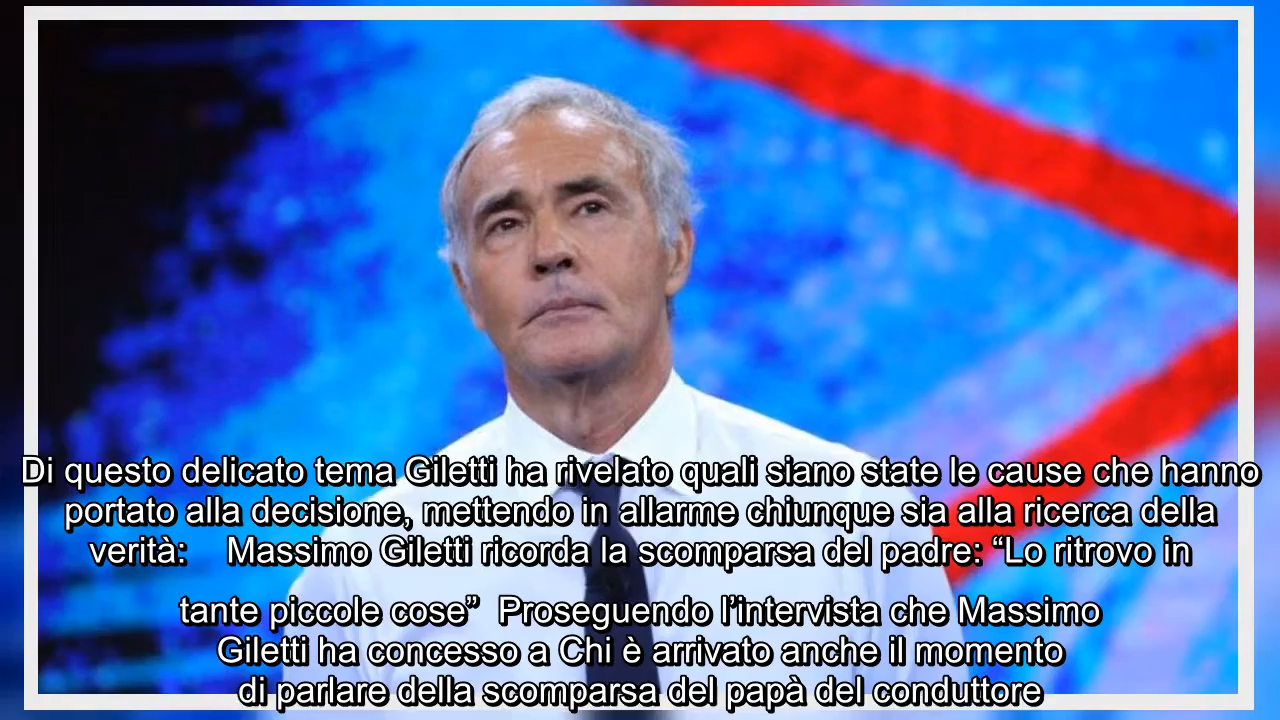 Di questo delicato tema Giletti ha rivelato quali siano state le cause che hanno
portato alla decisione, mettendo in allarme chiunque sia alla ricerca della
verità:    Massimo Giletti ricorda la scomparsa del padre: “Lo ritrovo in
tante piccole cose”  Proseguendo l’intervista che Massimo
Giletti ha concesso a Chi è arrivato anche il momento
di parlare della scomparsa del papà del conduttore